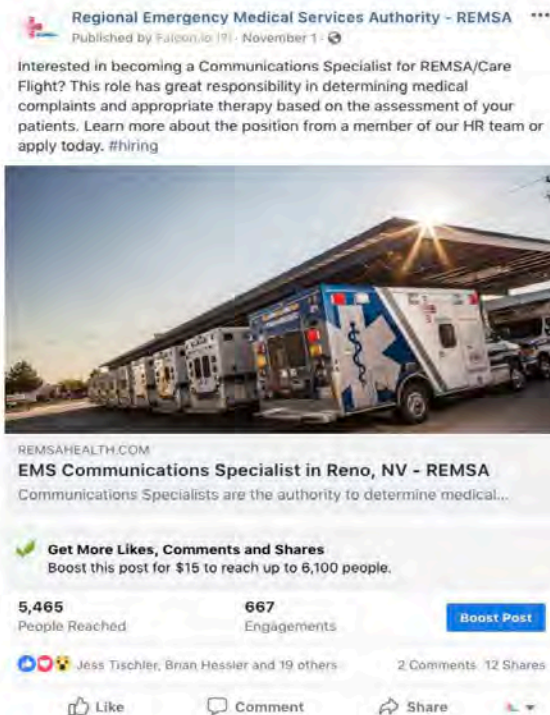 Regional Emergency Medical Services Authority - REMSA
Published by Falcon.io [?] · November 1 ·
Interested in becoming a Communications Specialist for REMSA/Care
Flight? This role has great responsibility in determining medical
complaints and appropriate therapy based on the assessment of your
patients. Learn more about the position from a member of our HR team or
apply today. #hiring
REMSAHEALTH.COM
EMS Communications Specialist in Reno, NV - REMSA
Communications Specialists are the authority to determine medical...
Get More Likes, Comments and Shares
Boost this post for $15 to reach up to 6,100 people.
5,465 667
People Reached Engagements Boost Post
Jess Tischler, Brian Hessler and 19 others 2 Comments 12 Shares
Like Comment Share